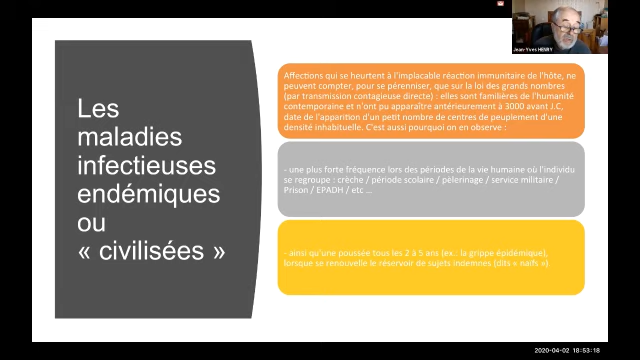 Jean-Yves HENRY
Les
maladies
infectieuses
endémiques
ou
« civilisées »
Affections qui se heurtent à l'implacable réaction immunitaire de l'hôte, ne
peuvent compter, pour se pérenniser, que sur la loi des grands nombres
(par transmission contagieuse directe) : elles sont familières de l'humanité
contemporaine et n'ont pu apparaître antérieurement à 3000 avant J.C,
date de l'apparition d'un petit nombre de centres de peuplement d'une
densité inhabituelle. C'est aussi pourquoi on en observe :
- une plus forte fréquence lors des périodes de la vie humaine où l'individu
se regroupe : crèche / période scolaire / pèlerinage / service militaire /
Prison / EPADH / etc ...
- ainsi qu'une poussée tous les 2 à 5 ans (ex.: la grippe épidémique),
lorsque se renouvelle le réservoir de sujets indemnes (dits « naïfs »)
2020-04-02 18:53:18